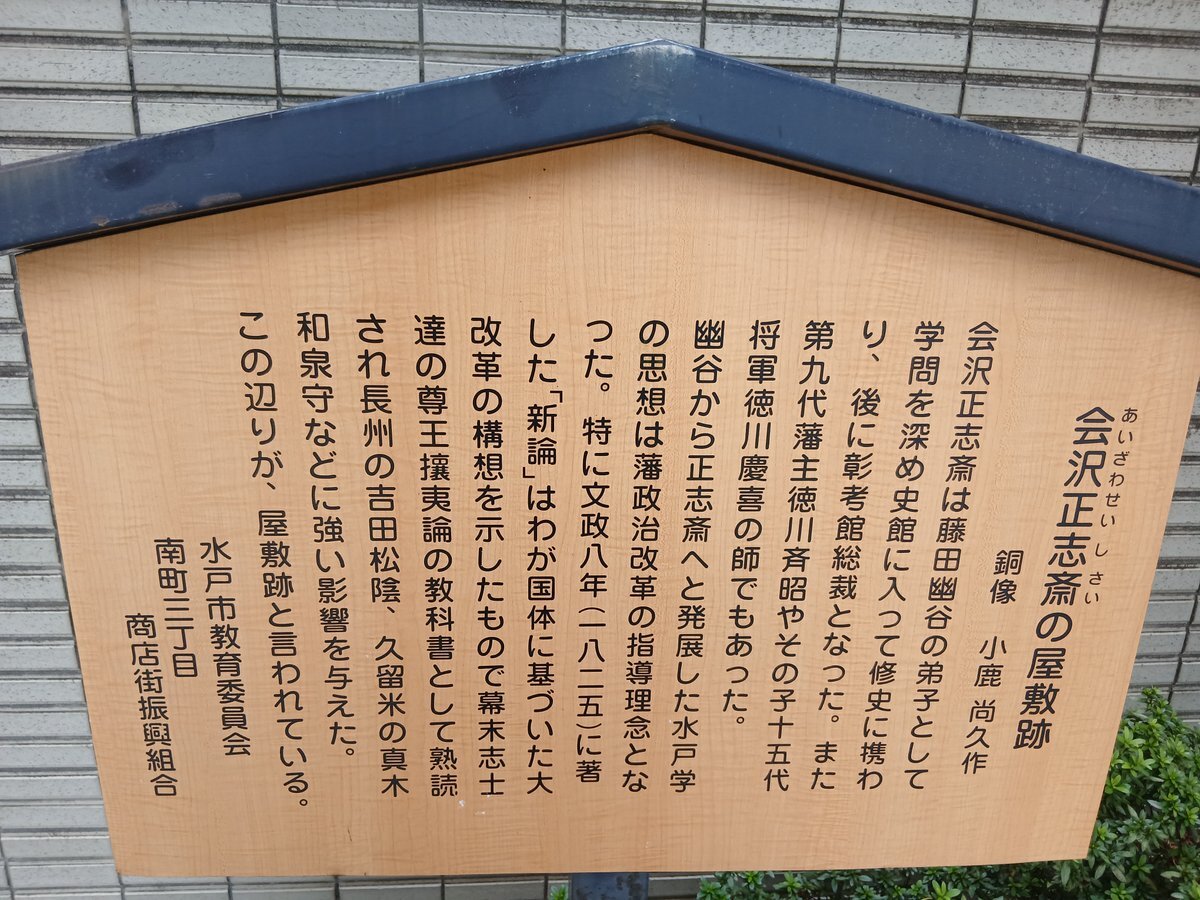 会沢正志斎の屋敷跡
あいざわせいしさい
銅像 小鹿 尚久作
会沢正志斎は藤田幽谷の弟子として
学問を深め史館に入って修史に携わ
り、後に彰考館総裁となった。また
第九代藩主徳川斉昭やその子十五代
将軍徳川慶喜の師でもあった。
幽谷から正志斎へと発展した水戸学
の思想は藩政治改革の指導理念とな
った。特に文政八年(一八二五)に著
した「新論」はわが国体に基づいた大
改革の構想を示したもので幕末志士
達の尊王攘夷論の教科書として熟読
され長州の吉田松陰、久留米の真木
和泉守などに強い影響を与えた。
この辺りが、屋敷跡と言われている。
水戸市教育委員会
南町三丁目
商店街振興組合